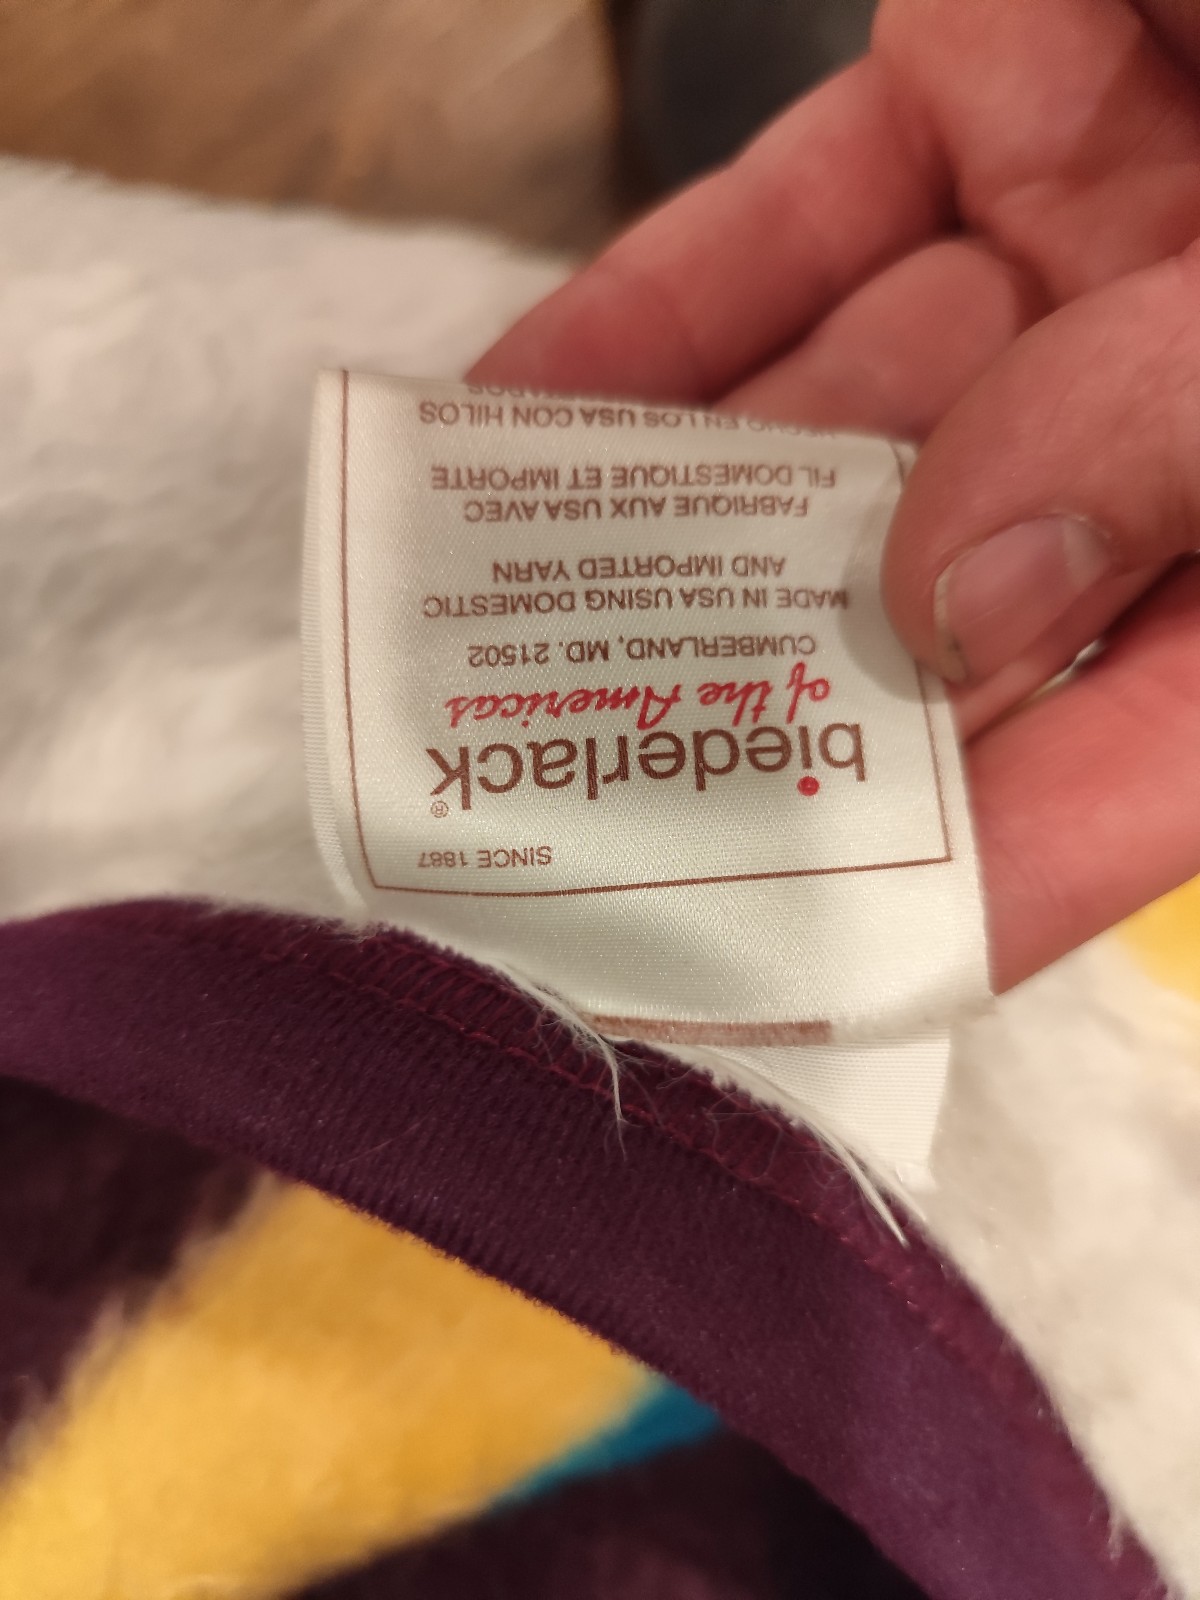 SINCE 1887
biederlack®
of the Americas
CUMBERLAND, MD. 21502
MADE IN USA USING DOMESTIC
AND IMPORTED YARN
FABRIQUE AUX USA AVEC
FIL DOMESTIQUE ET IMPORTE
HECHO EN LOS USA CON HILOS